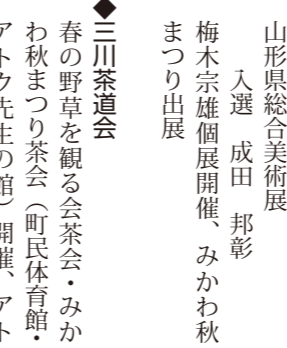 山形県総合美術展
入選　成田　邦彰
梅木宗雄個展開催、みかわ秋
まつり出展
◆三川茶道会
春の野草を観る会茶会・みか
わ秋まつり茶会（町民体育館・
アトク先生の館）開催、アト